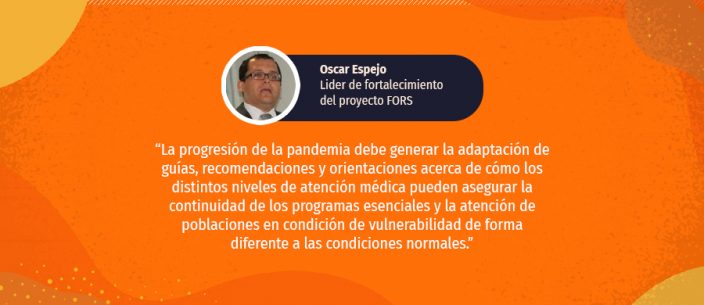 Oscar Espejo
Lider de fortalecimiento
del proyecto FORS
“La progresión de la pandemia debe generar la adaptación de
guías, recomendaciones y orientaciones acerca de cómo los
distintos niveles de atención médica pueden asegurar la
continuidad de los programas esenciales y la atención de
poblaciones en condición de vulnerabilidad de forma
diferente a las condiciones normales.”